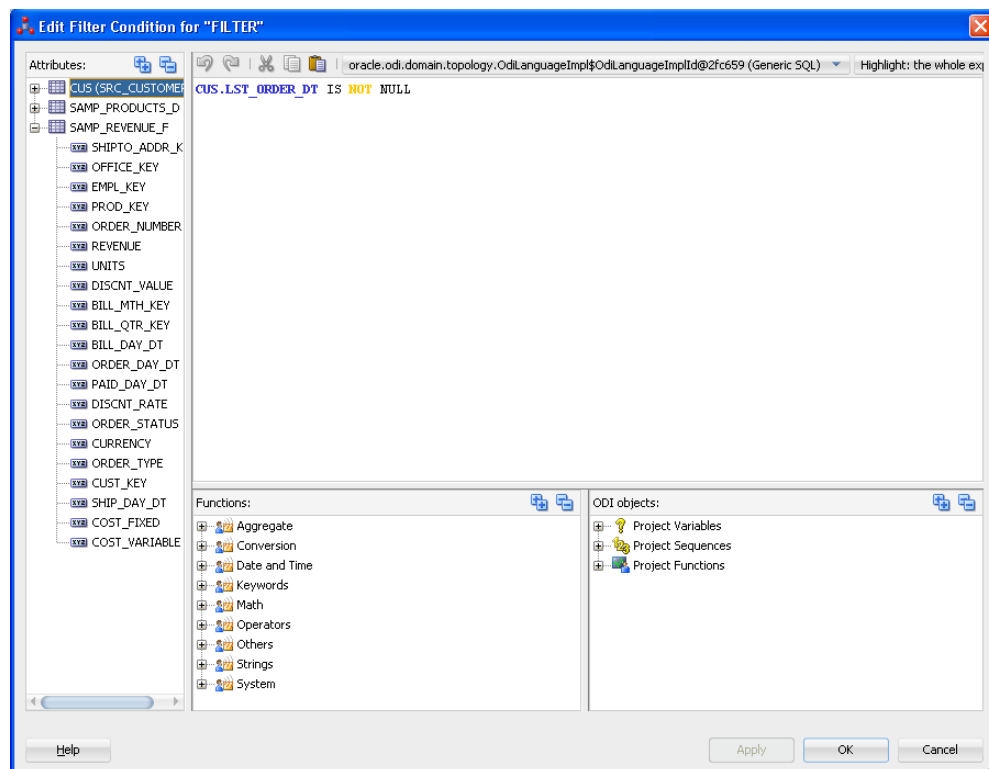 Edit Filter Condition for "FILTER"
Attributes:
oracle.odi.domain.topology.OdiLanguageImpl$OdiLanguageImplId@2fc659 (Generic SQL)
Highlight: the whole exp
CUS (SRC_CUSTOMER
SAMP_PRODUCTS_D
SAMP_REVENUE_F
SHIPTO_ADDR_K
OFFICE_KEY
EMPL_KEY
PROD_KEY
ORDER_NUMBER
REVENUE
UNITS
DISCNT_VALUE
BILL_MTH_KEY
BILL_QTR_KEY
BILL_DAY_DT
ORDER_DAY_DT
PAID_DAY_DT
DISCNT_RATE
ORDER_STATUS
CURRENCY
ORDER_TYPE
CUST_KEY
SHIP_DAY_DT
COST_FIXED
COST_VARIABLE
CUS.LST_ORDER_DT IS NOT NULL
Functions:
Aggregate
Conversion
Date and Time
Keywords
Math
Operators
Others
Strings
System
ODI objects:
Project Variables
Project Sequences
Project Functions
Help
Apply
OK
Cancel